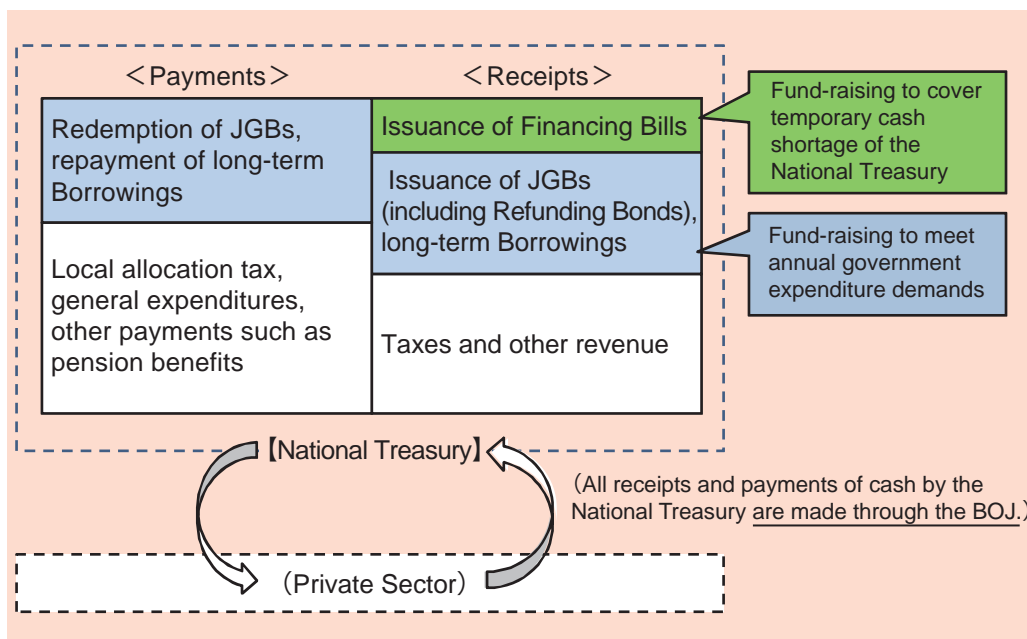 ＜Payments＞
＜Receipts＞
Redemption of JGBs,
repayment of long-term
Borrowings
Local allocation tax,
general expenditures,
other payments such as
pension benefits
Issuance of Financing Bills
Issuance of JGBs
(including Refunding Bonds),
long-term Borrowings
Taxes and other revenue
Fund-raising to cover
temporary cash
shortage of the
National Treasury
Fund-raising to meet
annual government
expenditure demands
【National Treasury】
（All receipts and payments of cash by the
National Treasury are made through the BOJ.）
（Private Sector）